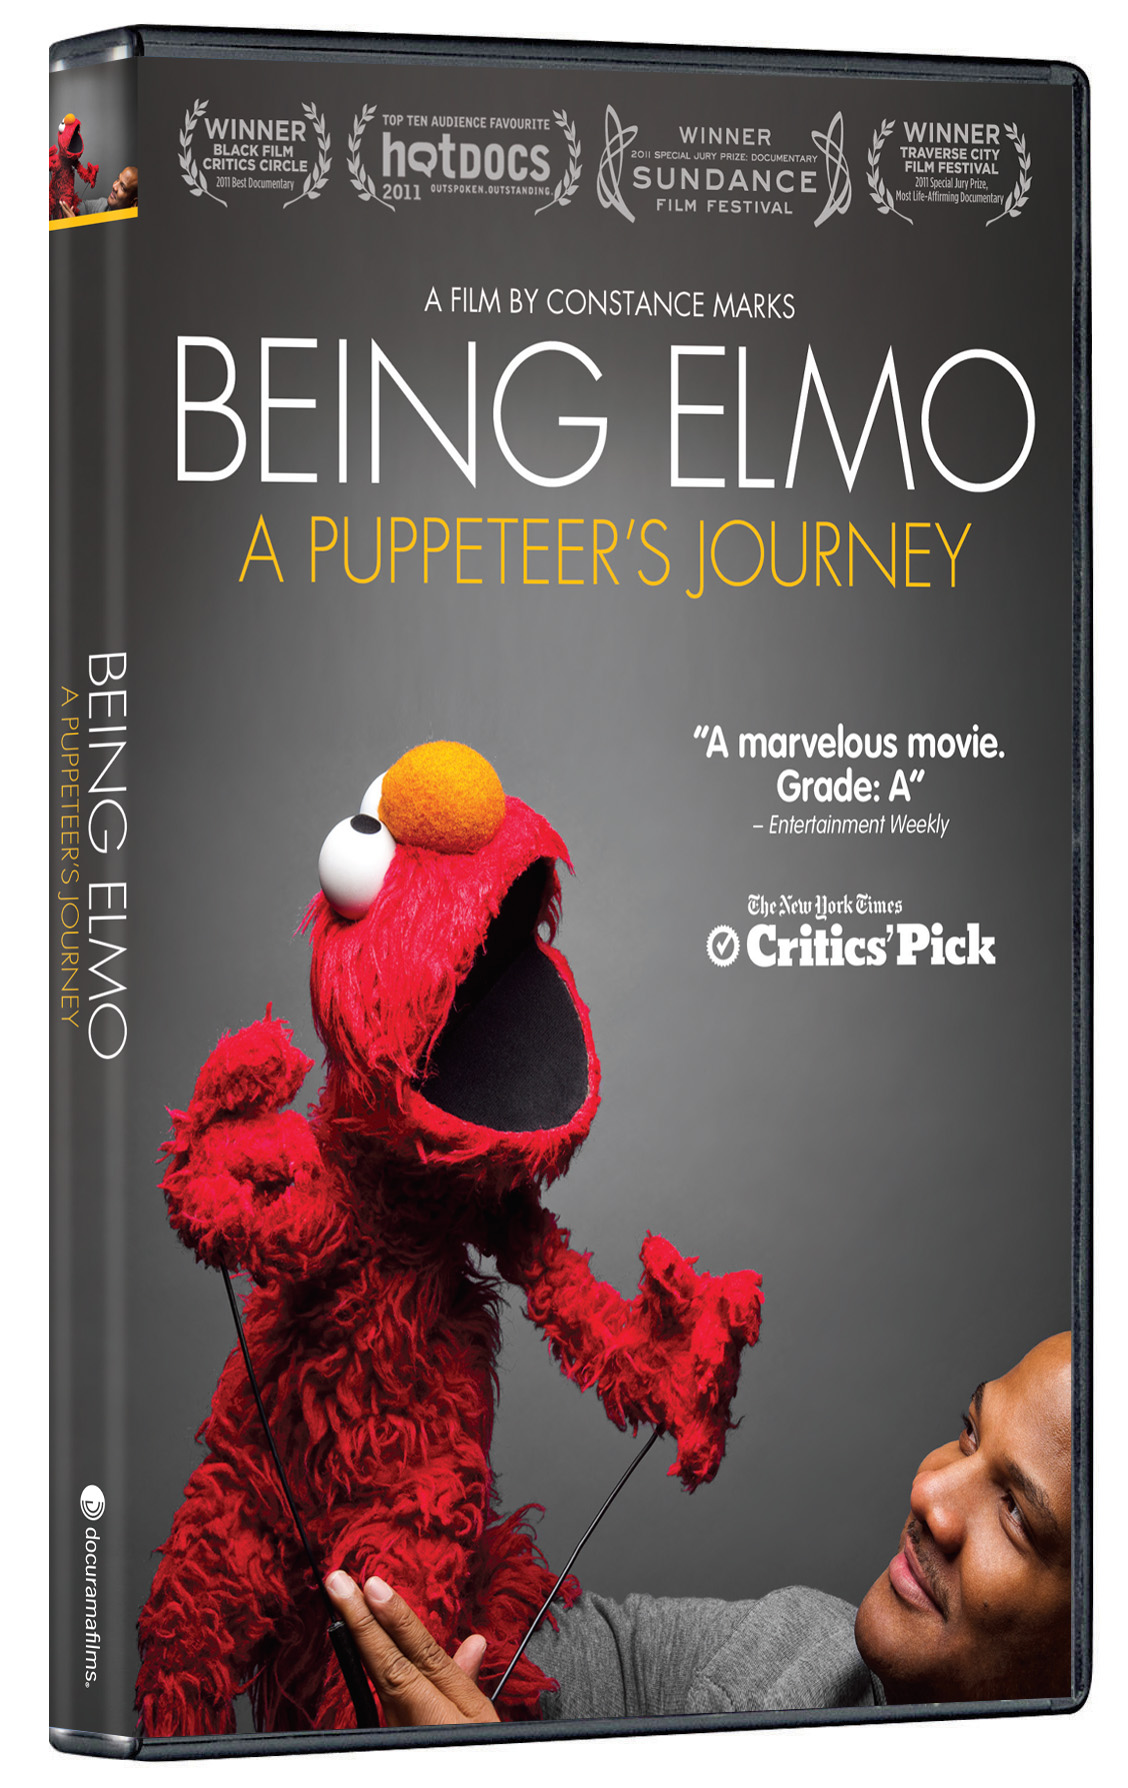 WINNER
BLACK FILM
CRITICS CIRCLE
2011 Best Documentary
TOP TEN AUDIENCE FAVOURITE
hotDOCS
2011 OUTSPOKEN.OUTSTANDING.
WINNER
2011 SPECIAL JURY PRIZE: DOCUMENTARY
SUNDANCE
FILM FESTIVAL
WINNER
TRAVERSE CITY
FILM FESTIVAL
2011 Special Jury Prize,
Most Life-Affirming Documentary
A FILM BY CONSTANCE MARKS
BEING ELMO
A PUPPETEER'S JOURNEY
"A marvelous movie.
Grade: A"
– Entertainment Weekly
The New York Times
Critics' Pick
BEING ELMO
A PUPPETEER'S JOURNEY
docuramafilms®